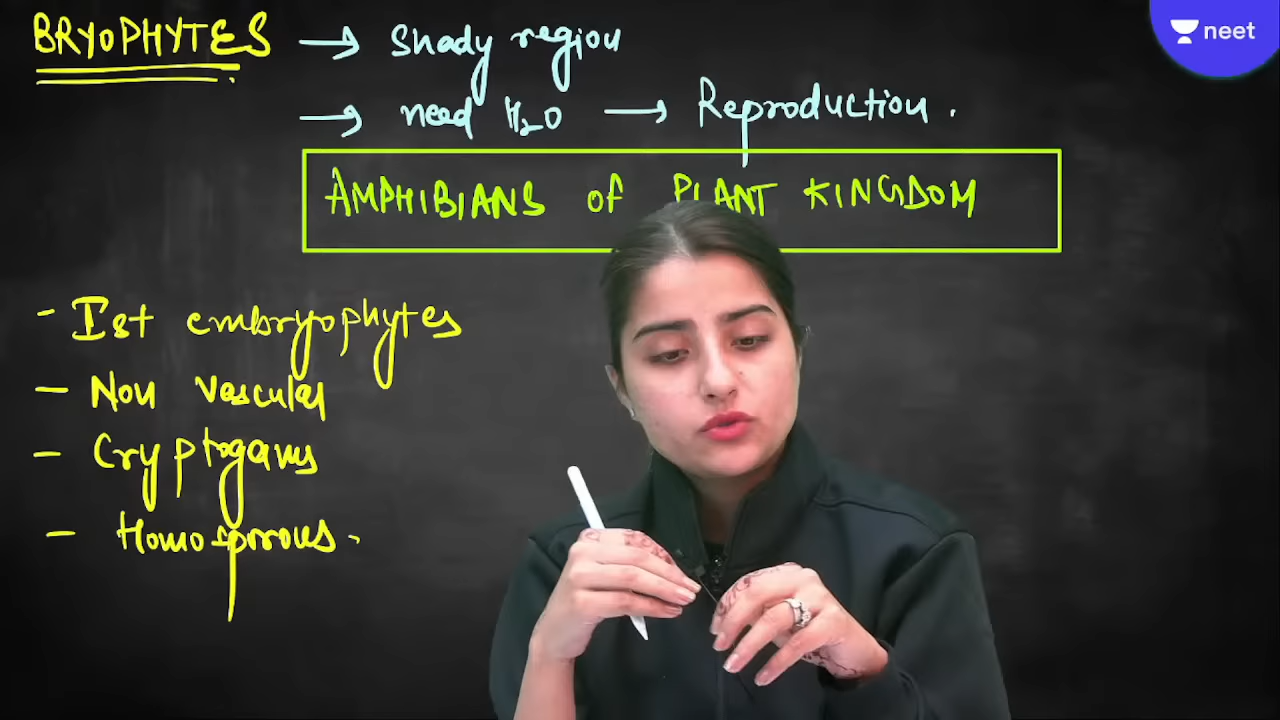 BRYOPHYTES → Shady region
→ need H2O → Reproduction.
AMPHIBIANS of PLANT KINGDOM
- Ist embryophytes
- Non vascular
- Cryptogams
- Homosporous.
neet